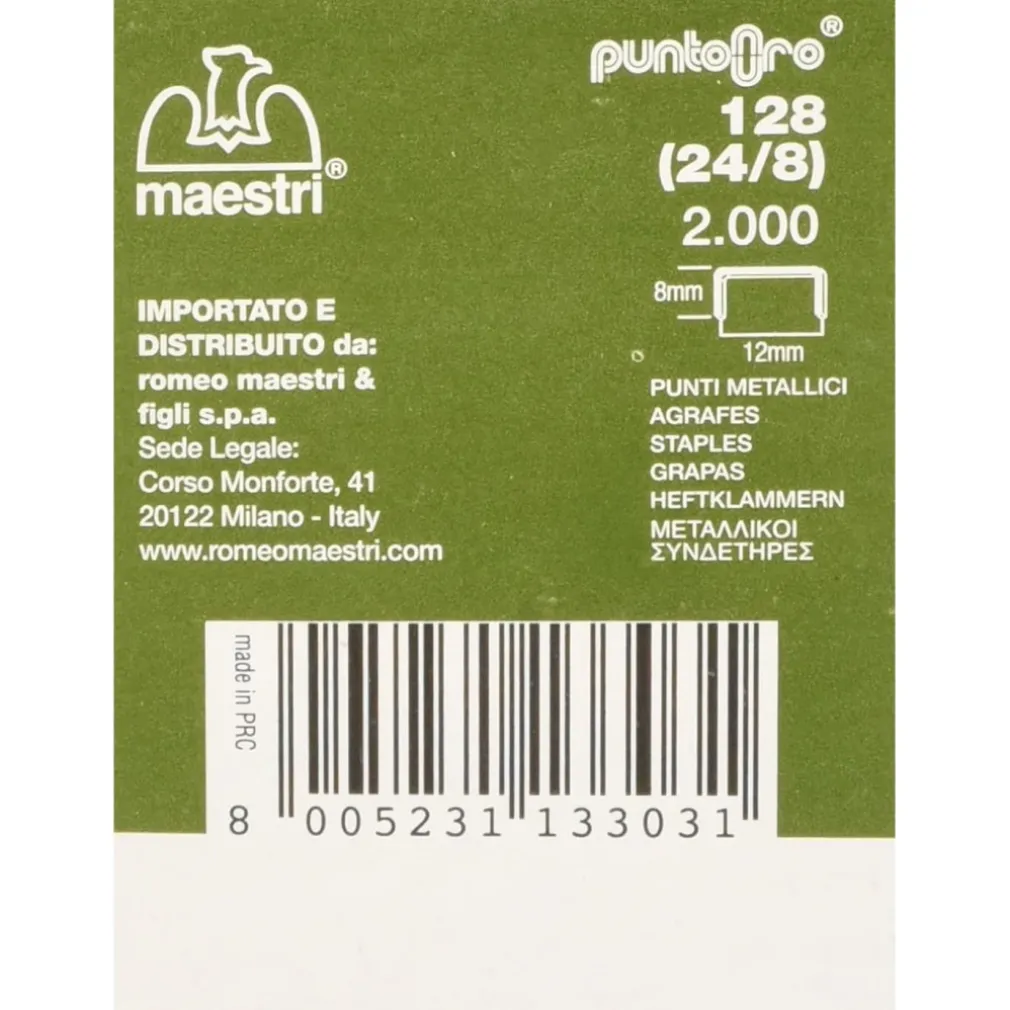 maestri®
IMPORTATO E
DISTRIBUITO da:
romeo maestri &
figli s.p.a.
Sede Legale:
Corso Monforte, 41
20122 Milano - Italy
www.romeomaestri.com
puntoOro®
128
(24/8)
2.000
8mm
12mm
PUNTI METALLICI
AGRAFES
STAPLES
GRAPAS
HEFTKLAMMERN
ΜΕΤΑΛΛΙΚΟΙ
ΣΥΝΔΕΤΗΡΕΣ
made in PRC
8 005231 133031